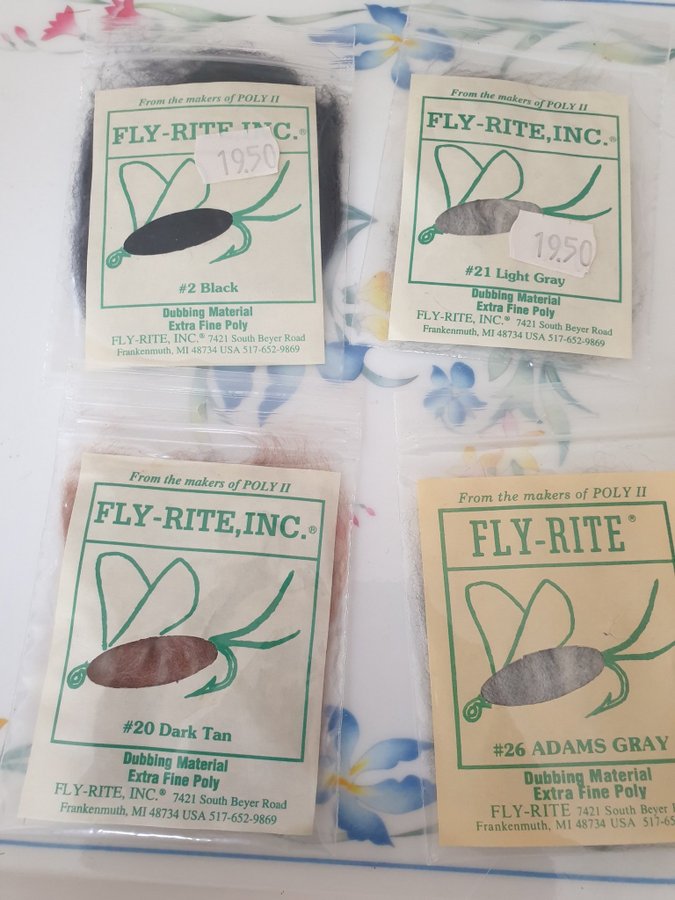 From the makers of POLY II
FLY-RITE, INC.®
19.50
#2 Black
Dubbing Material
Extra Fine Poly
FLY-RITE, INC.® 7421 South Beyer Road
Frankenmuth, MI 48734 USA 517-652-9869
From the makers of POLY II
FLY-RITE, INC.®
19.50
#21 Light Gray
Dubbing Material
Extra Fine Poly
FLY-RITE, INC.® 7421 South Beyer Road
Frankenmuth, MI 48734 USA 517-652-9869
From the makers of POLY II
FLY-RITE, INC.®
#20 Dark Tan
Dubbing Material
Extra Fine Poly
FLY-RITE, INC.® 7421 South Beyer Road
Frankenmuth, MI 48734 USA 517-652-9869
From the makers of POLY II
FLY-RITE®
#26 ADAMS GRAY
Dubbing Material
Extra Fine Poly
FLY-RITE 7421 South Beyer
Frankenmuth, MI 48734 USA 517-65